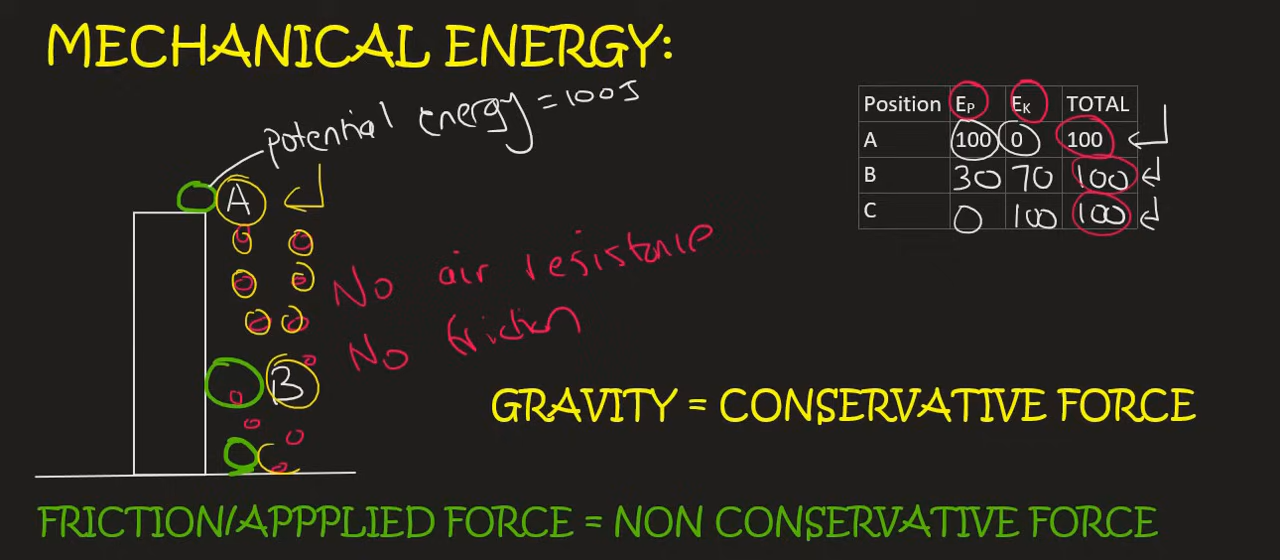 MECHANICAL ENERGY:
potential energy = 100J
Position EP EK TOTAL
A 100 0 100
B 30 70 100
C 0 100 100
A
No air resistance
No friction
B
GRAVITY = CONSERVATIVE FORCE
C
FRICTION/APPPLIED FORCE = NON CONSERVATIVE FORCE